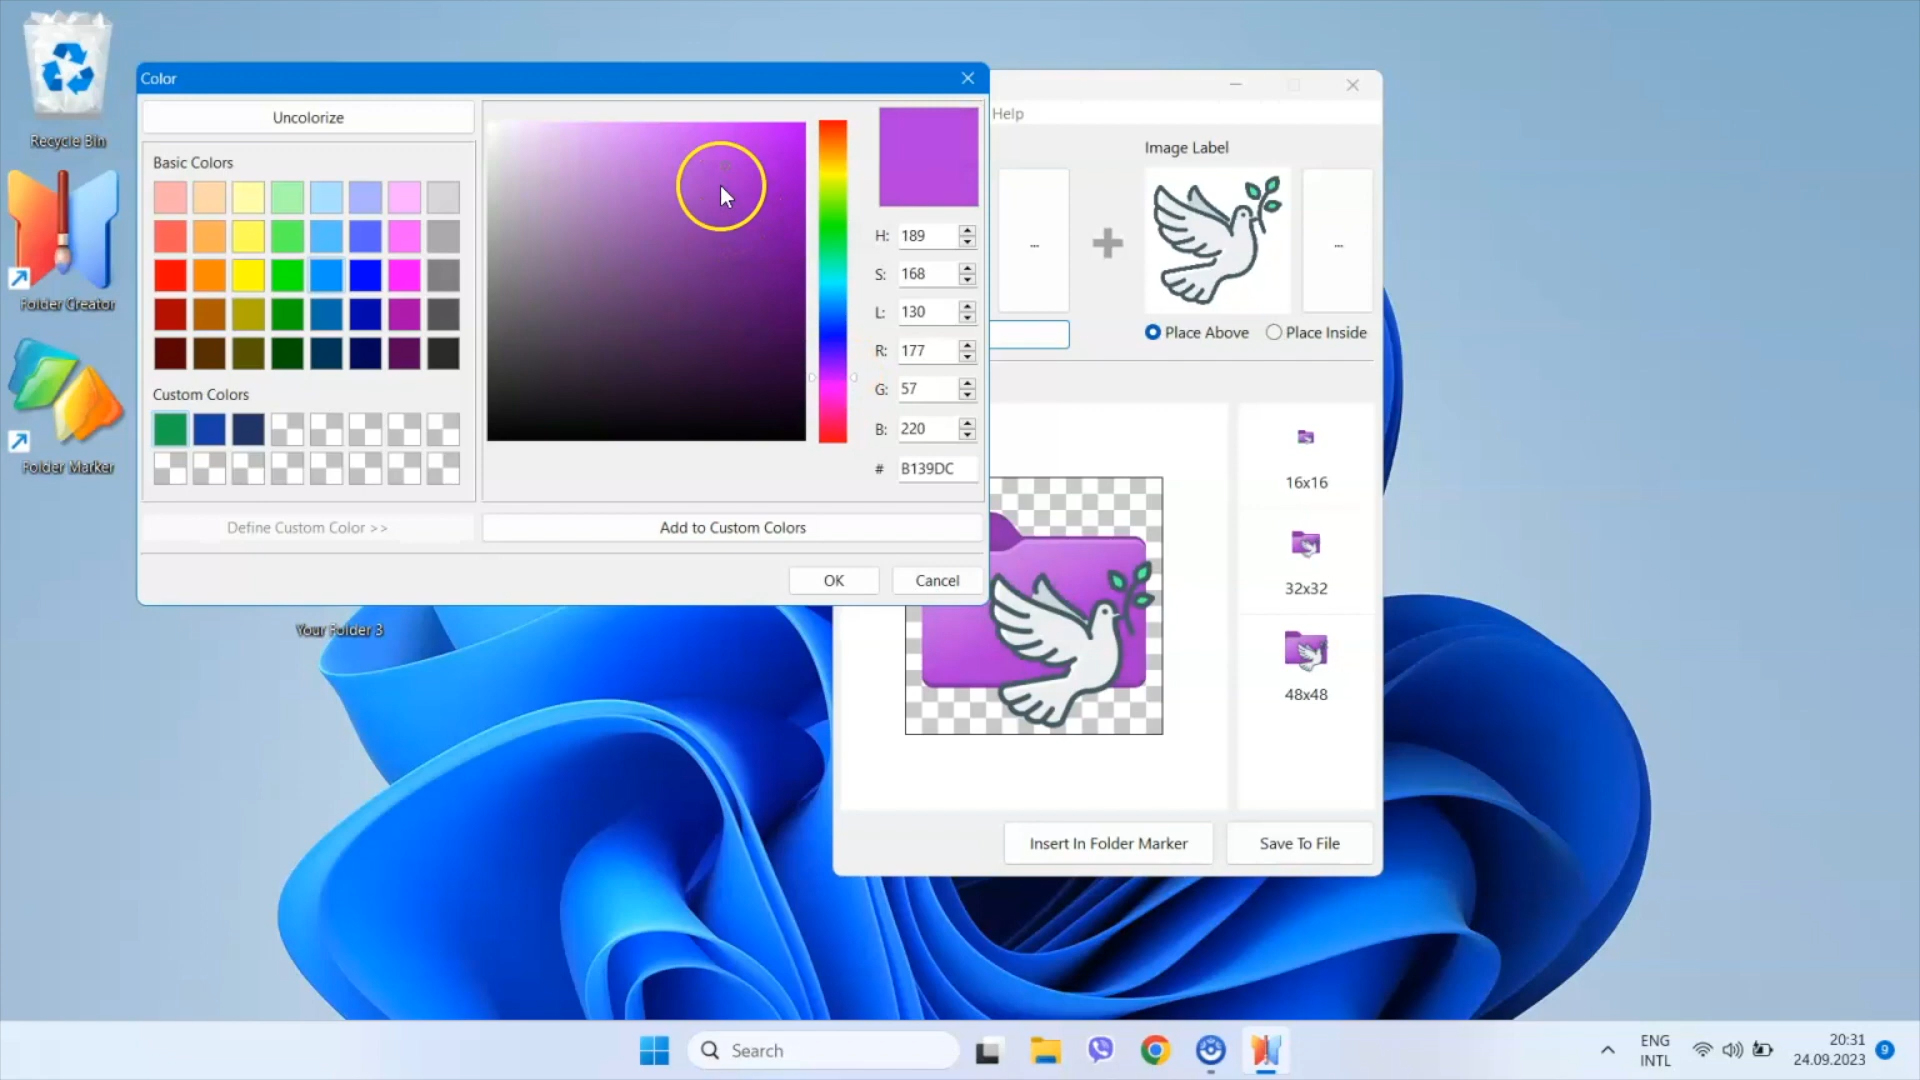 Recycle Bin
Folder Creator
Folder Marker
Your Folder 3
Color
Uncolorize
Basic Colors
Custom Colors
Define Custom Color >>
H: 189
S: 168
L: 130
R: 177
G: 57
B: 220
# B139DC
Add to Custom Colors
OK
Cancel
Help
Image Label
...
...
Place Above
Place Inside
16x16
32x32
48x48
Insert In Folder Marker
Save To File
Search
ENG
INTL
20:31
24.09.2023
9